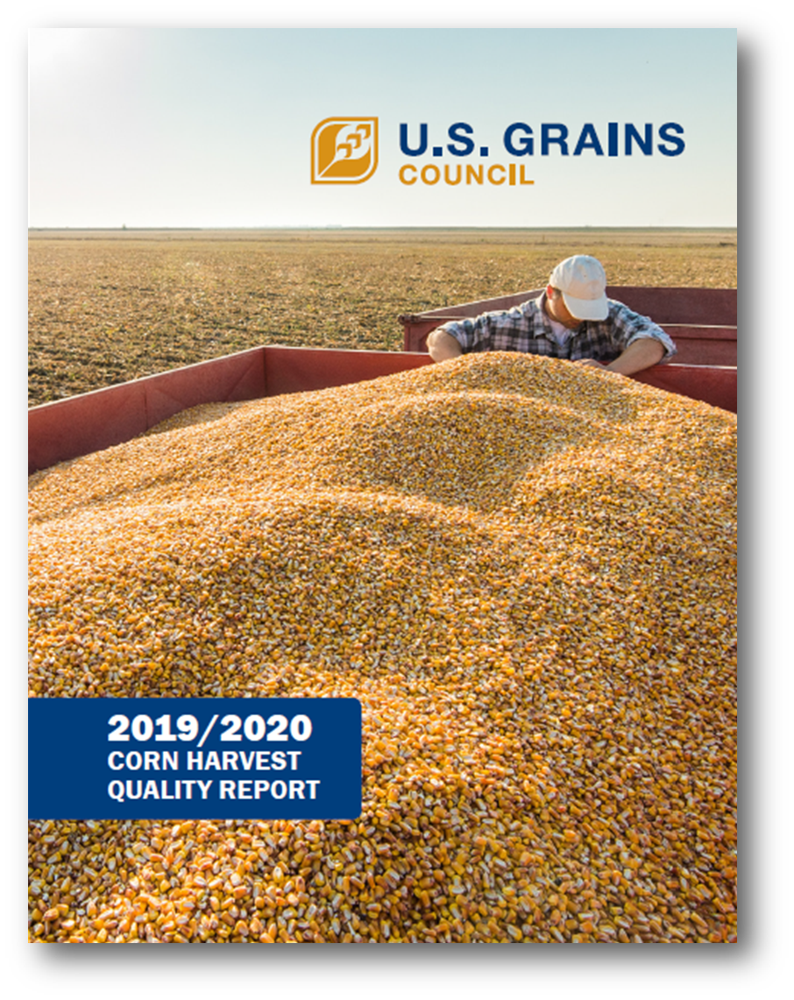 U.S. GRAINS
COUNCIL
2019/2020
CORN HARVEST
QUALITY REPORT